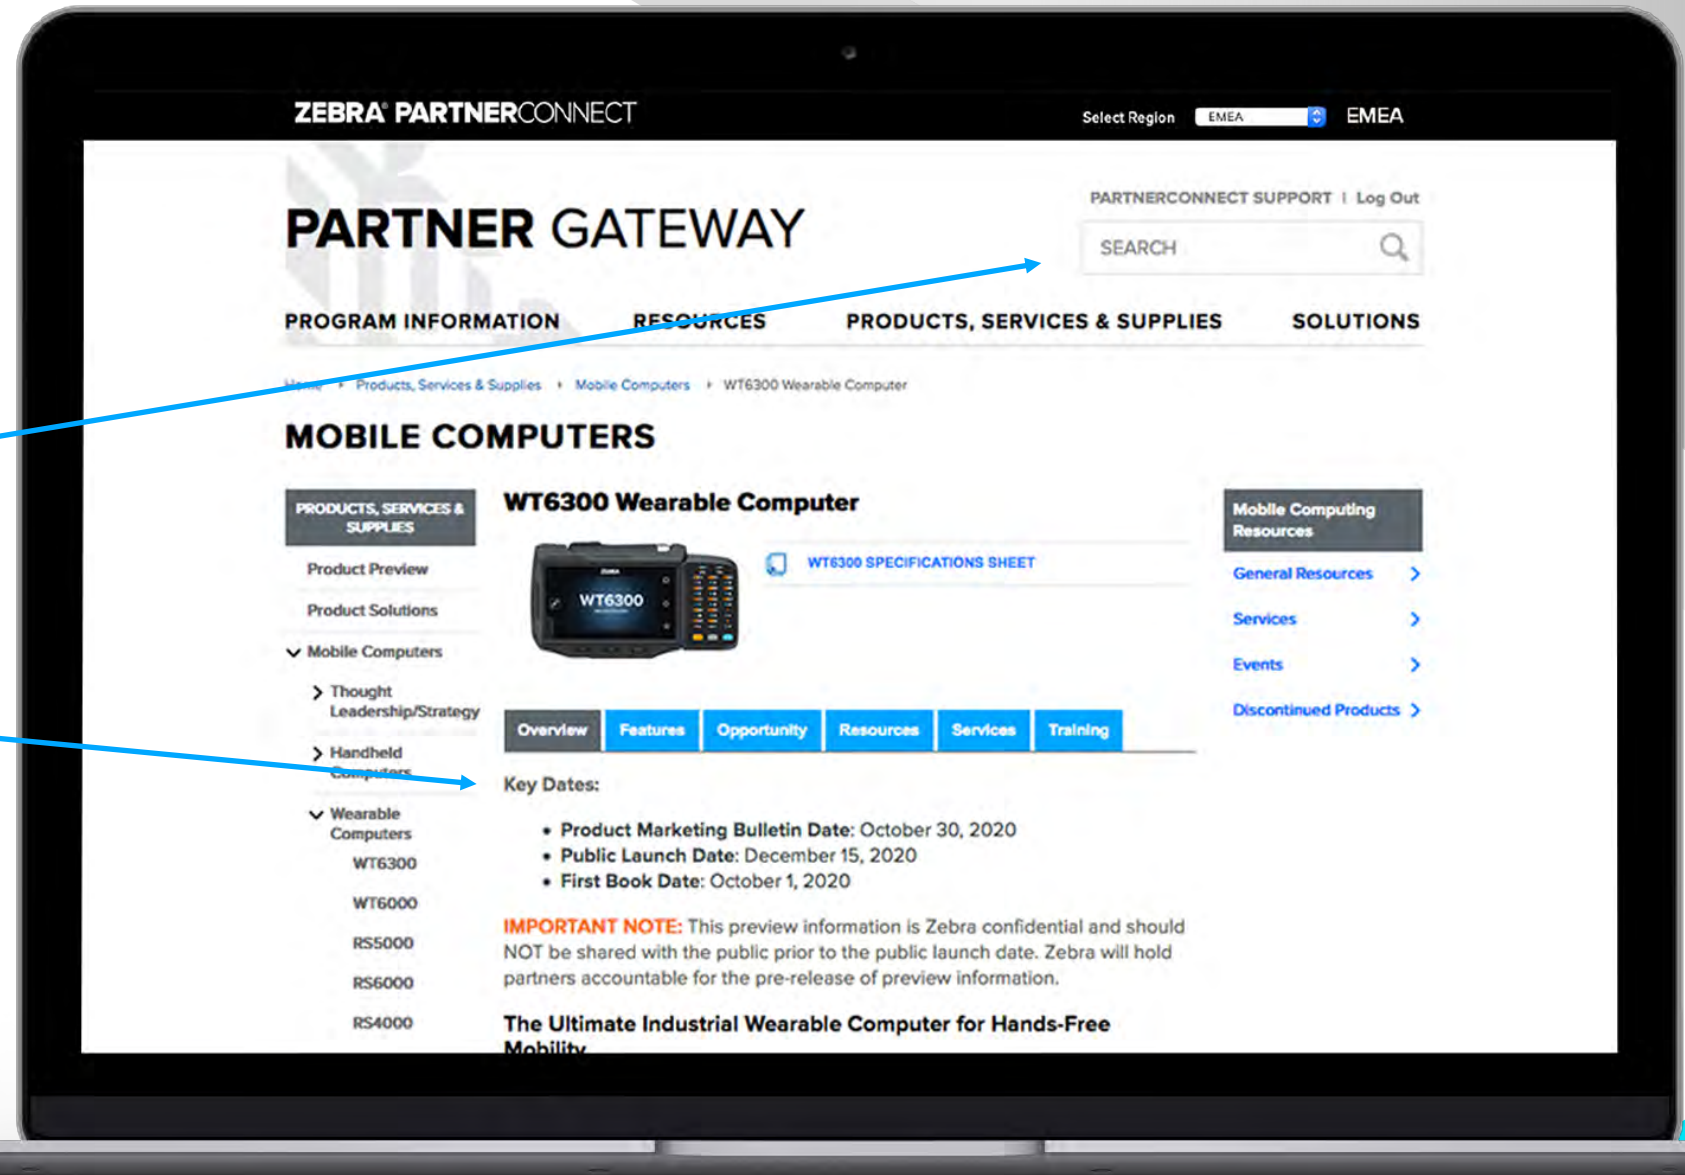 ZEBRA® PARTNERCONNECT
Select Region EMEA EMEA
PARTNERCONNECT SUPPORT | Log Out
PARTNER GATEWAY
SEARCH
PROGRAM INFORMATION RESOURCES PRODUCTS, SERVICES & SUPPLIES SOLUTIONS
Home Products, Services & Supplies Mobile Computers WT6300 Wearable Computer
MOBILE COMPUTERS
PRODUCTS, SERVICES &
SUPPLIES
Product Preview
Product Solutions
Mobile Computers
Thought
Leadership/Strategy
Handheld
Computers
Wearable
Computers
WT6300
WT6000
RS5000
RS6000
RS4000
WT6300 Wearable Computer
ZEBRA
WT6300
WT6300 SPECIFICATIONS SHEET
Overview Features Opportunity Resources Services Training
Key Dates:
• Product Marketing Bulletin Date: October 30, 2020
• Public Launch Date: December 15, 2020
• First Book Date: October 1, 2020
IMPORTANT NOTE: This preview information is Zebra confidential and should
NOT be shared with the public prior to the public launch date. Zebra will hold
partners accountable for the pre-release of preview information.
The Ultimate Industrial Wearable Computer for Hands-Free
Mobility
Mobile Computing
Resources
General Resources
Services
Events
Discontinued Products